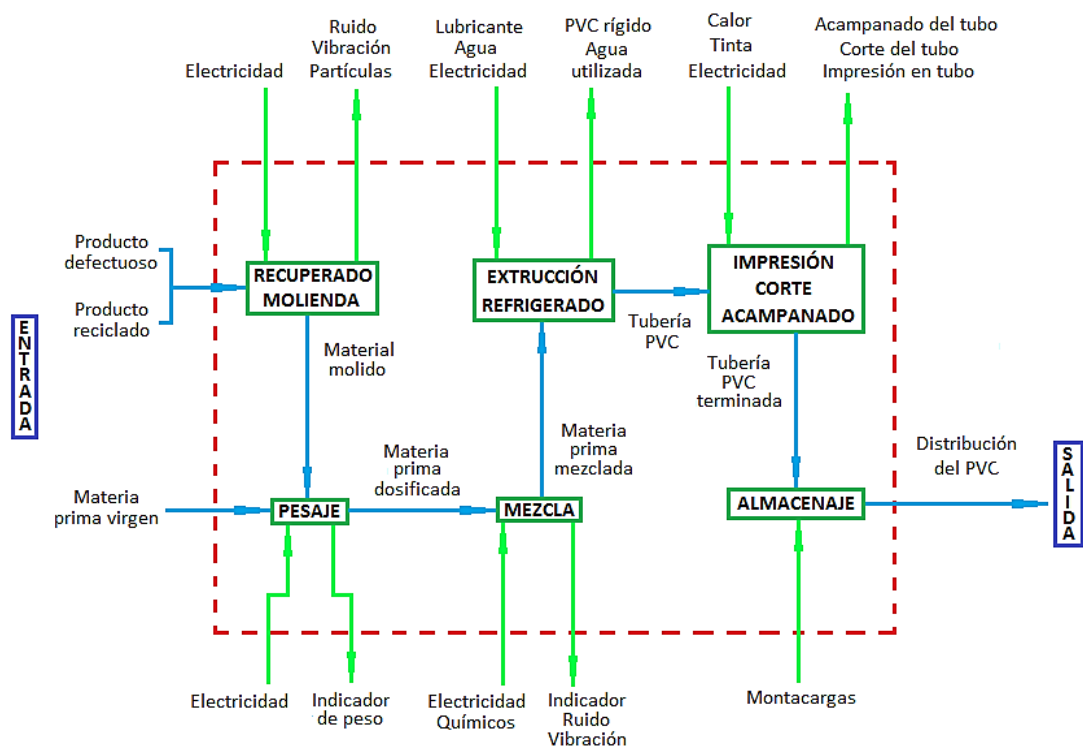 Electricidad
Ruido
Vibración
Partículas
Lubricante
Agua
Electricidad
PVC rígido
Agua
utilizada
Calor
Tinta
Electricidad
Acampanado del tubo
Corte del tubo
Impresión en tubo
ENTRADA
Producto
defectuoso
Producto
reciclado
RECUPERADO
MOLIENDA
EXTRUCCIÓN
REFRIGERADO
IMPRESIÓN
CORTE
ACAMPANADO
Tubería
PVC
Material
molido
Tubería
PVC
terminada
Materia
prima
dosificada
Materia
prima
mezclada
Distribución
del PVC
SALIDA
Materia
prima virgen
PESAJE
MEZCLA
ALMACENAJE
Electricidad
Indicador
de peso
Electricidad
Químicos
Indicador
Ruido
Vibración
Montacargas